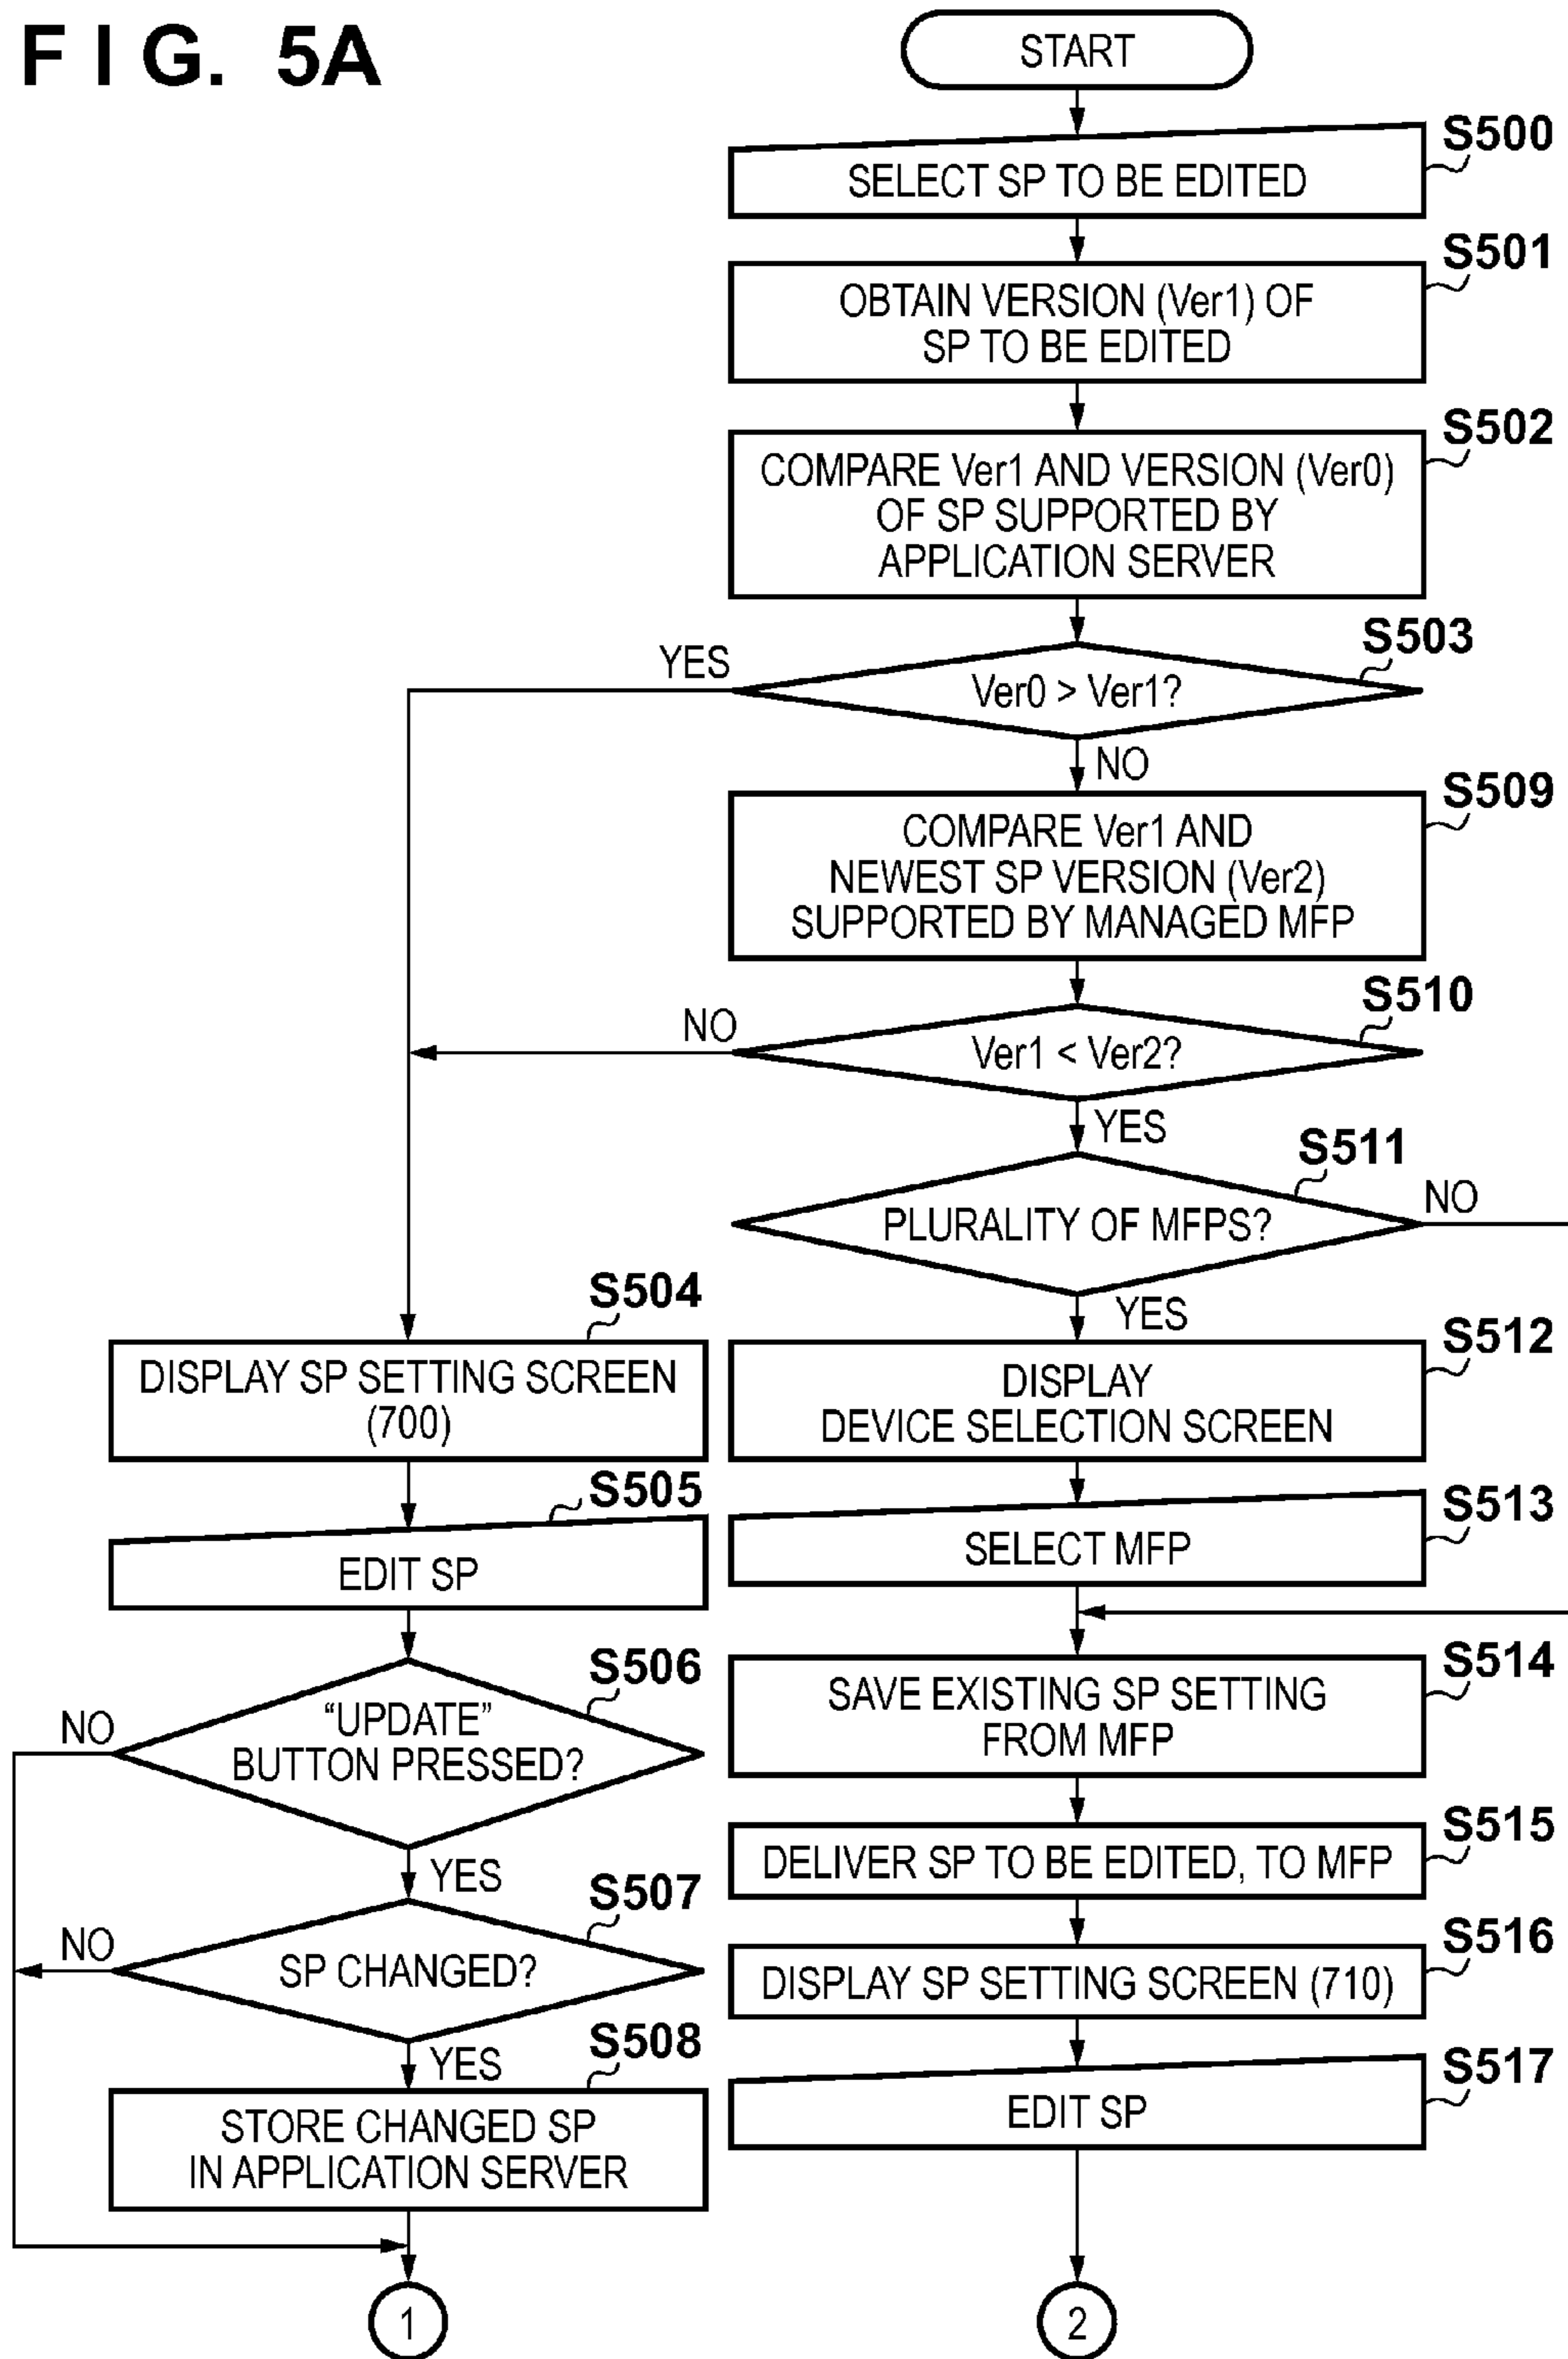 FIG. 5A
START
S500
SELECT SP TO BE EDITED
S501
OBTAIN VERSION (Ver1) OF
SP TO BE EDITED
S502
COMPARE Ver1 AND VERSION (Ver0)
OF SP SUPPORTED BY
APPLICATION SERVER
S503
YES
Ver0 > Ver1?
NO
S509
COMPARE Ver1 AND
NEWEST SP VERSION (Ver2)
SUPPORTED BY MANAGED MFP
S510
NO
Ver1 < Ver2?
YES
S511
NO
PLURALITY OF MFPS?
YES
S504
DISPLAY SP SETTING SCREEN
(700)
S512
DISPLAY
DEVICE SELECTION SCREEN
S505
EDIT SP
S513
SELECT MFP
S506
NO
“UPDATE”
BUTTON PRESSED?
YES
S514
SAVE EXISTING SP SETTING
FROM MFP
S515
DELIVER SP TO BE EDITED, TO MFP
S507
NO
SP CHANGED?
YES
S516
DISPLAY SP SETTING SCREEN (710)
S508
STORE CHANGED SP
IN APPLICATION SERVER
S517
EDIT SP
1
2